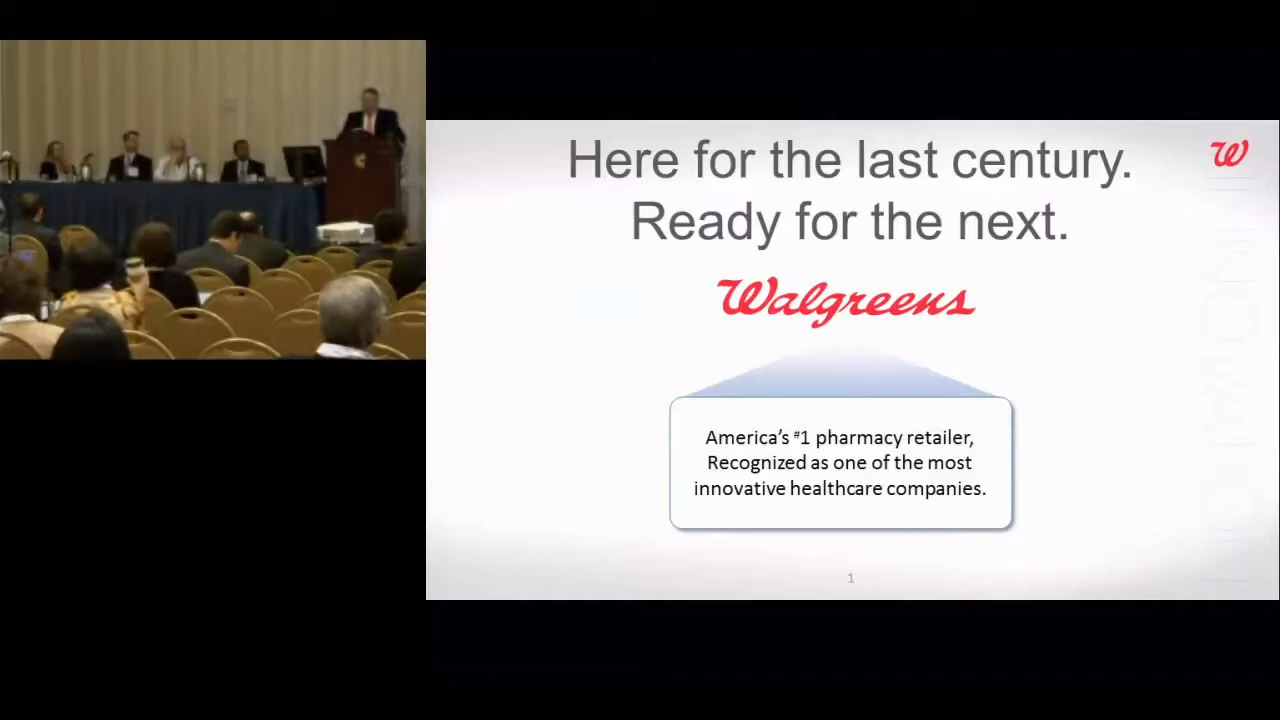 Here for the last century.
Ready for the next.
W
Walgreens
America's #1 pharmacy retailer,
Recognized as one of the most
innovative healthcare companies.
1